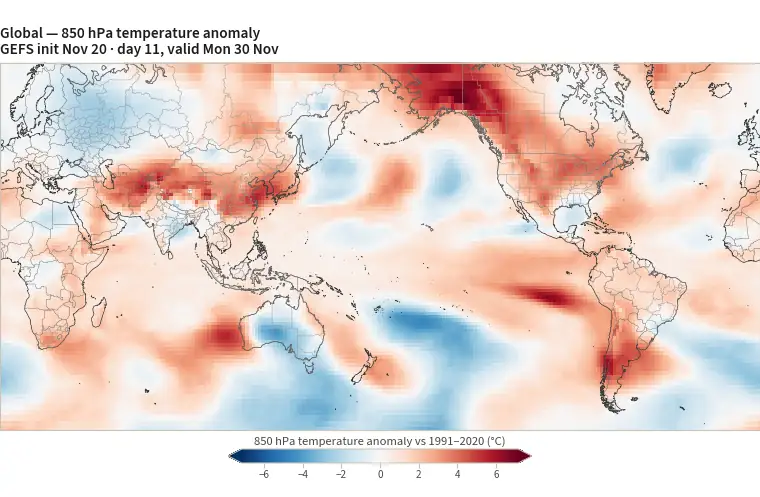 Global — 850 hPa temperature anomaly
GEFS init Nov 20 · day 11, valid Mon 30 Nov
850 hPa temperature anomaly vs 1991–2020 (°C)
−6 −4 −2 0 2 4 6